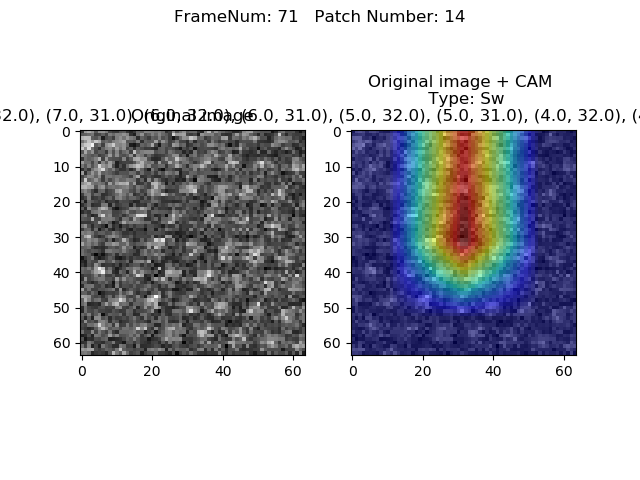 FrameNum: 71   Patch Number: 14
Original image + CAM
Type: Sw
32.0), (7.0, 31.0), (6.0, 32.0), (6.0, 31.0), (5.0, 32.0), (5.0, 31.0), (4.0, 32.0), (4
Original image
0
10
20
30
40
50
60
0 20 40 60
0
10
20
30
40
50
60
0 20 40 60